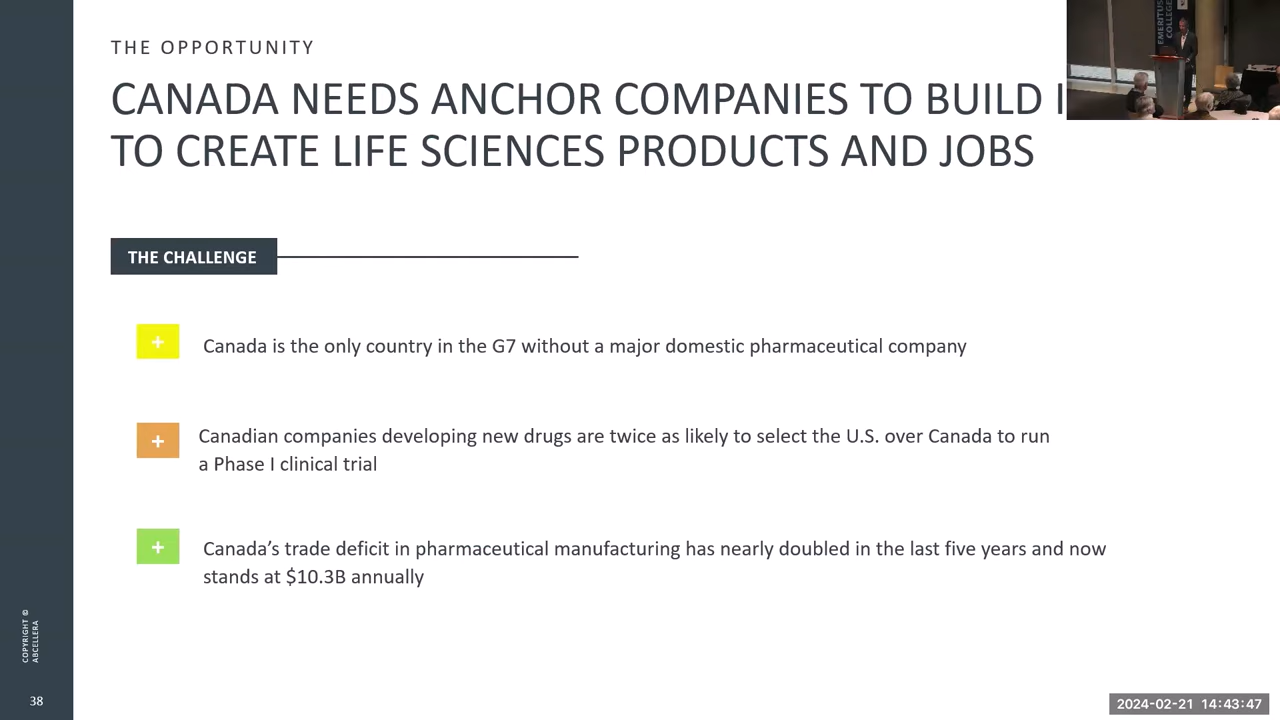 THE OPPORTUNITY
CANADA NEEDS ANCHOR COMPANIES TO BUILD
TO CREATE LIFE SCIENCES PRODUCTS AND JOBS
EMERITUS
COLLEGE
THE CHALLENGE
+ Canada is the only country in the G7 without a major domestic pharmaceutical company
+ Canadian companies developing new drugs are twice as likely to select the U.S. over Canada to run
a Phase I clinical trial
+ Canada’s trade deficit in pharmaceutical manufacturing has nearly doubled in the last five years and now
stands at $10.3B annually
COPYRIGHT ©
ABCELLERA
38
2024-02-21 14:43:47